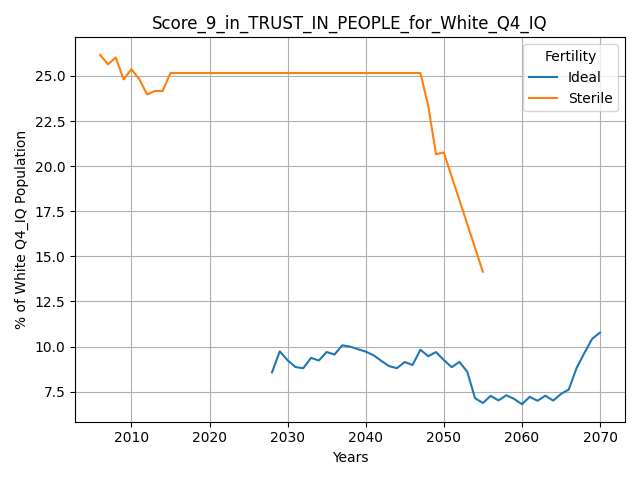 Score_9_in_TRUST_IN_PEOPLE_for_White_Q4_IQ
Fertility
Ideal
Sterile
% of White Q4_IQ Population
25.0
22.5
20.0
17.5
15.0
12.5
10.0
7.5
2010 2020 2030 2040 2050 2060 2070
Years